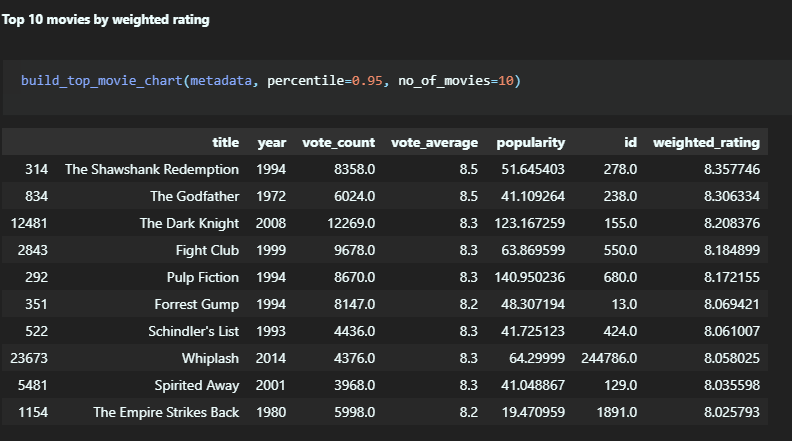 Top 10 movies by weighted rating
build_top_movie_chart(metadata, percentile=0.95, no_of_movies=10)
title year vote_count vote_average popularity id weighted_rating
314 The Shawshank Redemption 1994 8358.0 8.5 51.645403 278.0 8.357746
834 The Godfather 1972 6024.0 8.5 41.109264 238.0 8.306334
12481 The Dark Knight 2008 12269.0 8.3 123.167259 155.0 8.208376
2843 Fight Club 1999 9678.0 8.3 63.869599 550.0 8.184899
292 Pulp Fiction 1994 8670.0 8.3 140.950236 680.0 8.172155
351 Forrest Gump 1994 8147.0 8.2 48.307194 13.0 8.069421
522 Schindler's List 1993 4436.0 8.3 41.725123 424.0 8.061007
23673 Whiplash 2014 4376.0 8.3 64.29999 244786.0 8.058025
5481 Spirited Away 2001 3968.0 8.3 41.048867 129.0 8.035598
1154 The Empire Strikes Back 1980 5998.0 8.2 19.470959 1891.0 8.025793